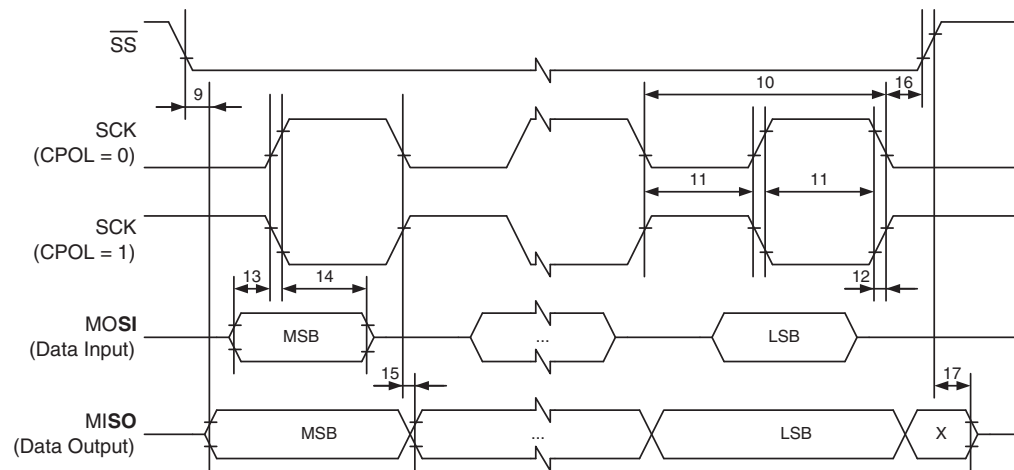 SS
9
10
16
SCK
(CPOL = 0)
11
11
SCK
(CPOL = 1)
13
14
12
MOSI
(Data Input)
MSB
...
LSB
15
17
MISO
(Data Output)
MSB
...
LSB
X